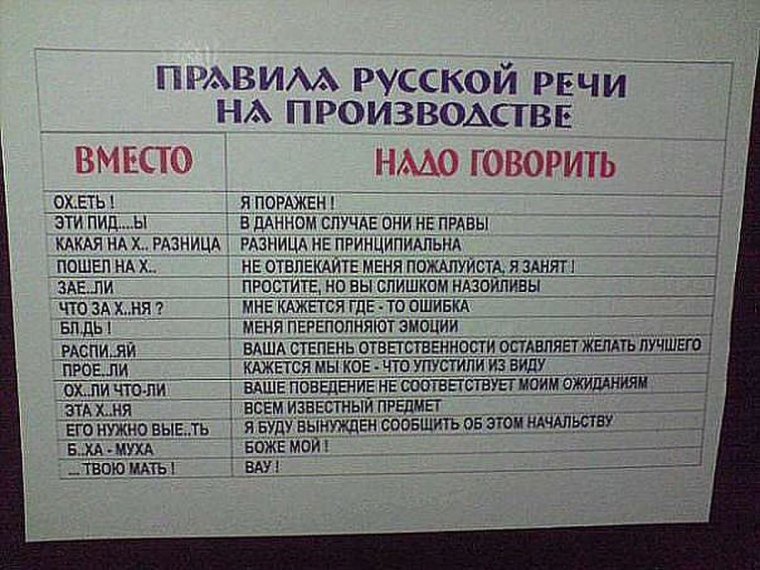 ПРАВИЛА РУССКОЙ РЕЧИ
НА ПРОИЗВОДСТВЕ
ВМЕСТО НАДО ГОВОРИТЬ
ОХ.ЕТЬ ! Я ПОРАЖЕН !
ЭТИ ПИД....Ы В ДАННОМ СЛУЧАЕ ОНИ НЕ ПРАВЫ
КАКАЯ НА Х.. РАЗНИЦА РАЗНИЦА НЕ ПРИНЦИПИАЛЬНА
ПОШЕЛ НА Х.. НЕ ОТВЛЕКАЙТЕ МЕНЯ ПОЖАЛУЙСТА, Я ЗАНЯТ !
ЗАЕ..ЛИ ПРОСТИТЕ, НО ВЫ СЛИШКОМ НАЗОЙЛИВЫ
ЧТО ЗА Х..НЯ ? МНЕ КАЖЕТСЯ ГДЕ - ТО ОШИБКА
БЛ.ДЬ ! МЕНЯ ПЕРЕПОЛНЯЮТ ЭМОЦИИ
РАСПИ..ЯЙ ВАША СТЕПЕНЬ ОТВЕТСТВЕННОСТИ ОСТАВЛЯЕТ ЖЕЛАТЬ ЛУЧШЕГО
ПРОЕ..ЛИ КАЖЕТСЯ МЫ КОЕ - ЧТО УПУСТИЛИ ИЗ ВИДУ
ОХ..ЛИ ЧТО-ЛИ ВАШЕ ПОВЕДЕНИЕ НЕ СООТВЕТСТВУЕТ МОИМ ОЖИДАНИЯМ
ЭТА Х..НЯ ВСЕМ ИЗВЕСТНЫЙ ПРЕДМЕТ
ЕГО НУЖНО ВЫЕ..ТЬ Я БУДУ ВЫНУЖДЕН СООБЩИТЬ ОБ ЭТОМ НАЧАЛЬСТВУ
Б..ХА - МУХА БОЖЕ МОЙ !
... ТВОЮ МАТЬ ! ВАУ !